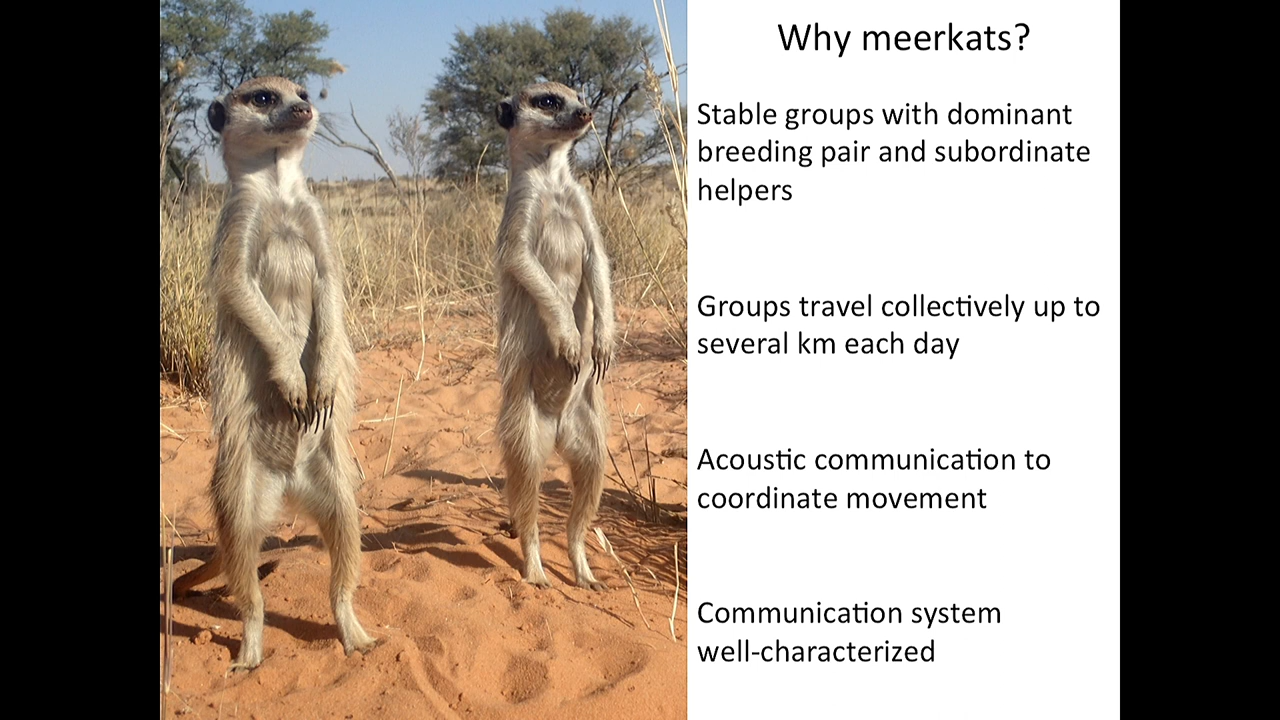 Why meerkats?
Stable groups with dominant
breeding pair and subordinate
helpers
Groups travel collectively up to
several km each day
Acoustic communication to
coordinate movement
Communication system
well-characterized